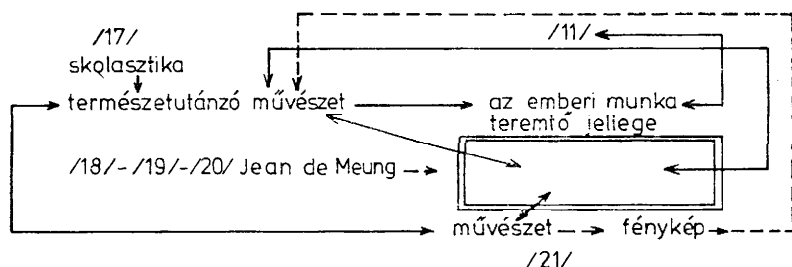 /17/
skolasztika
/11/
természetutánzó művészet
az emberi munka
teremtő jellege
/18/-/19/-/20/ Jean de Meung
művészet
fénykép
/21/